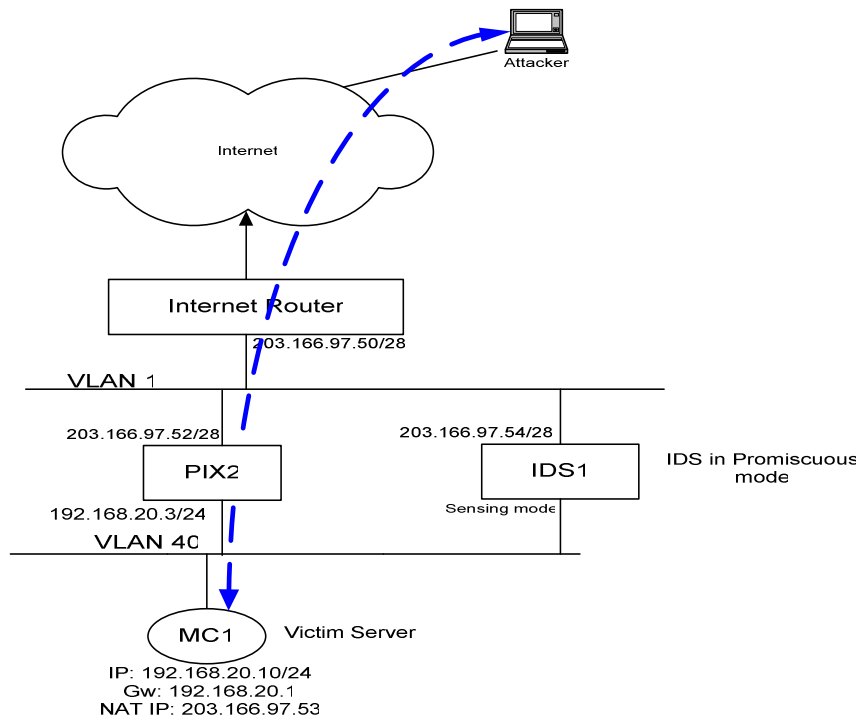 Attacker
Internet
Internet Router
203.166.97.50/28
VLAN 1
203.166.97.52/28
203.166.97.54/28
PIX2
IDS1
IDS in Promiscuous
mode
192.168.20.3/24
Sensing mode
VLAN 40
MC1
Victim Server
IP: 192.168.20.10/24
Gw: 192.168.20.1
NAT IP: 203.166.97.53